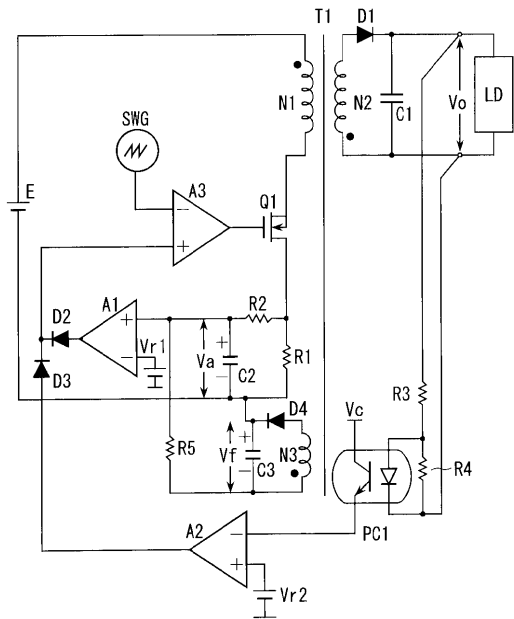 T1
D1
N1
N2
C1
Vo
LD
SWG
E
A3
−
+
Q1
D2
A1
+
−
Vr1
R2
Va
+
−
C2
R1
D3
R5
Vf
+
−
C3
D4
N3
Vc
R3
R4
PC1
A2
−
+
Vr2